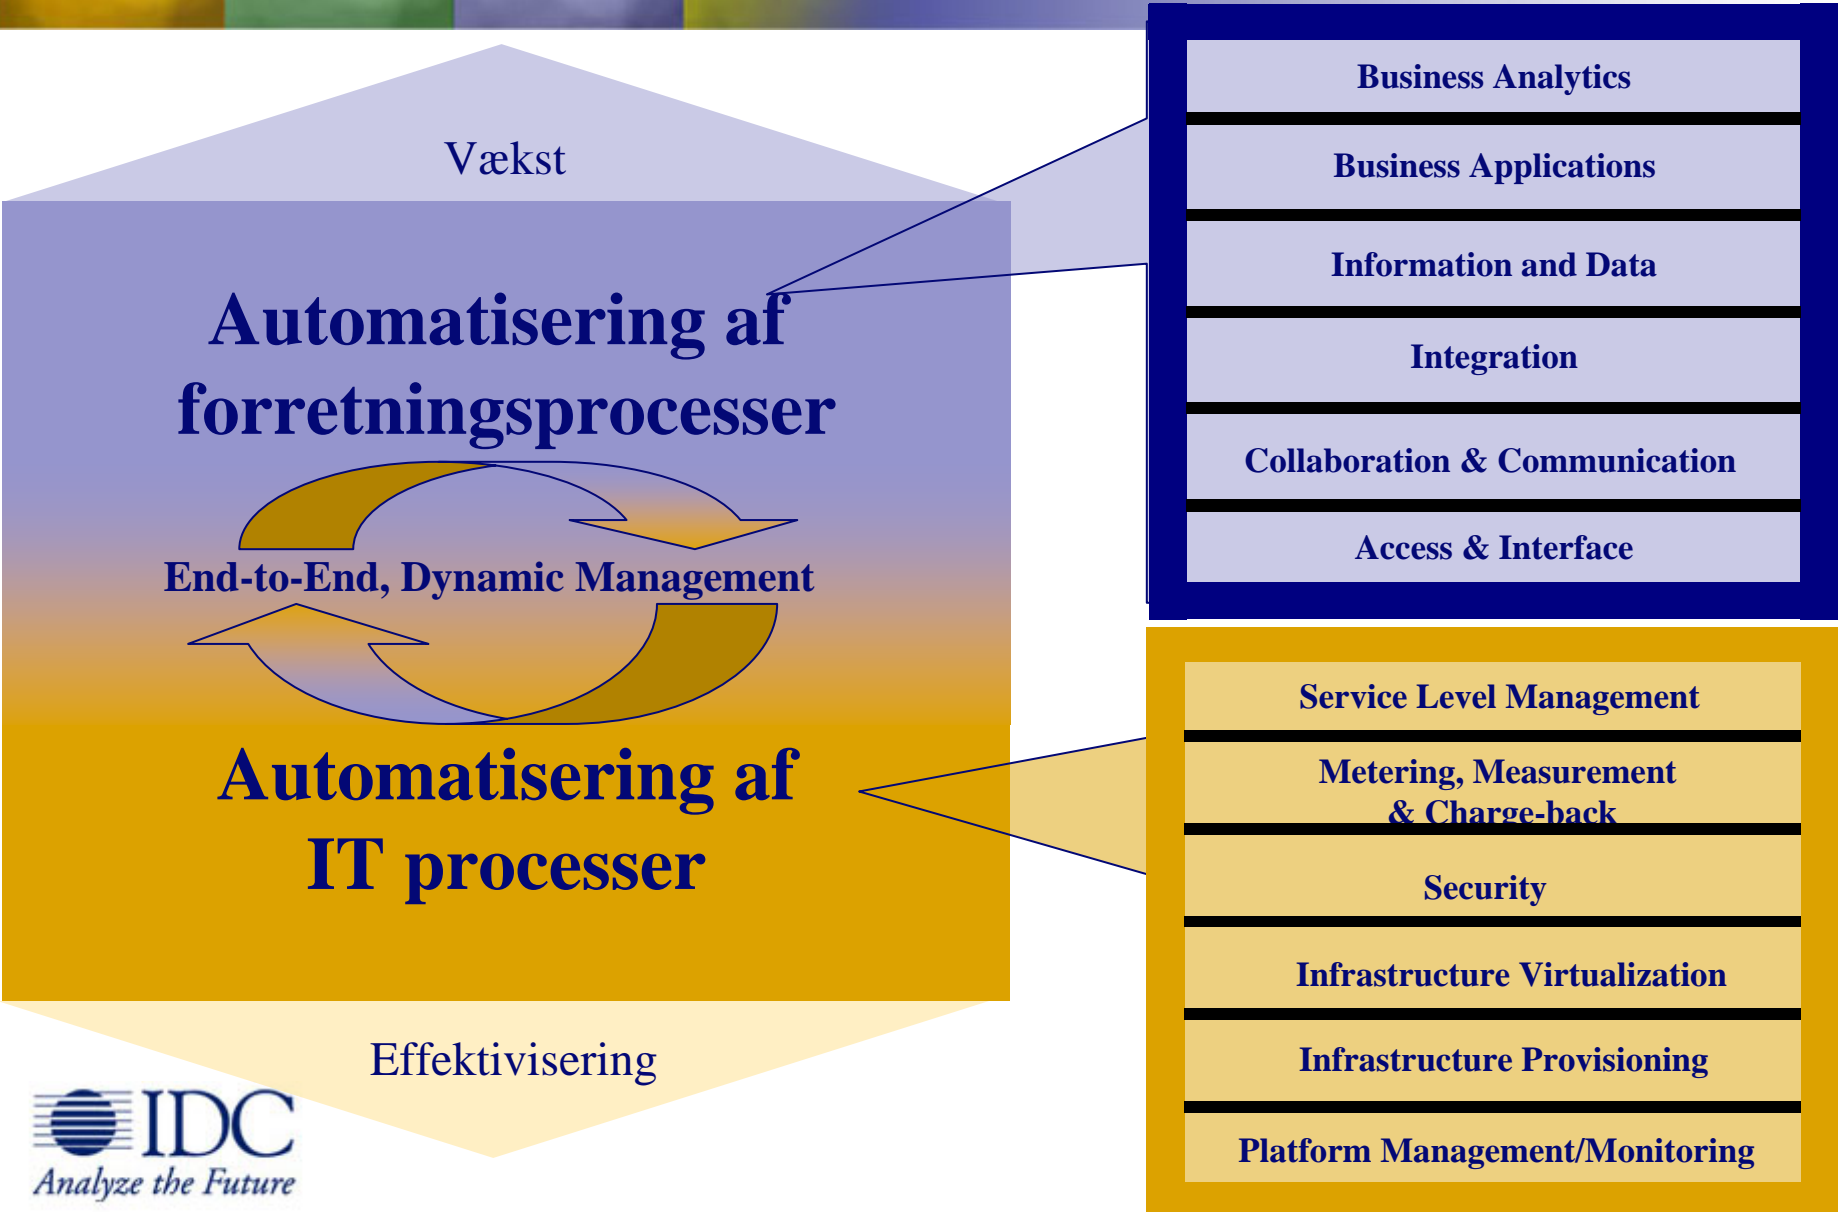 Vækst
Automatisering af
forretningsprocesser
End-to-End, Dynamic Management
Automatisering af
IT processer
Effektivisering
IDC
Analyze the Future
Business Analytics
Business Applications
Information and Data
Integration
Collaboration & Communication
Access & Interface
Service Level Management
Metering, Measurement
& Charge-back
Security
Infrastructure Virtualization
Infrastructure Provisioning
Platform Management/Monitoring